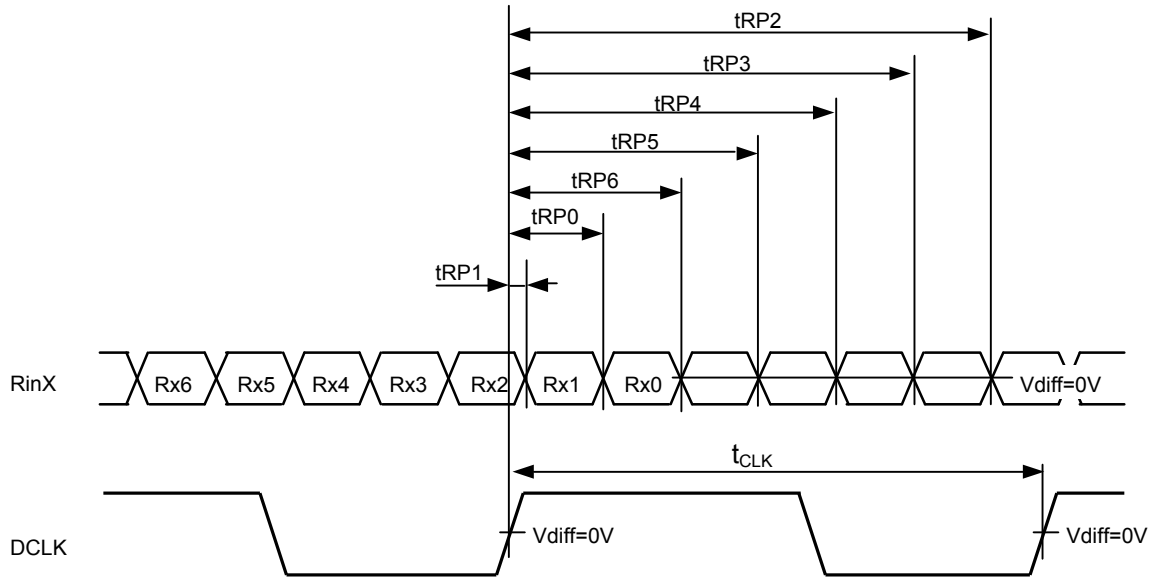 tRP2
tRP3
tRP4
tRP5
tRP6
tRP0
tRP1
RinX Rx6 Rx5 Rx4 Rx3 Rx2 Rx1 Rx0 Vdiff=0V
tCLK
DCLK Vdiff=0V Vdiff=0V